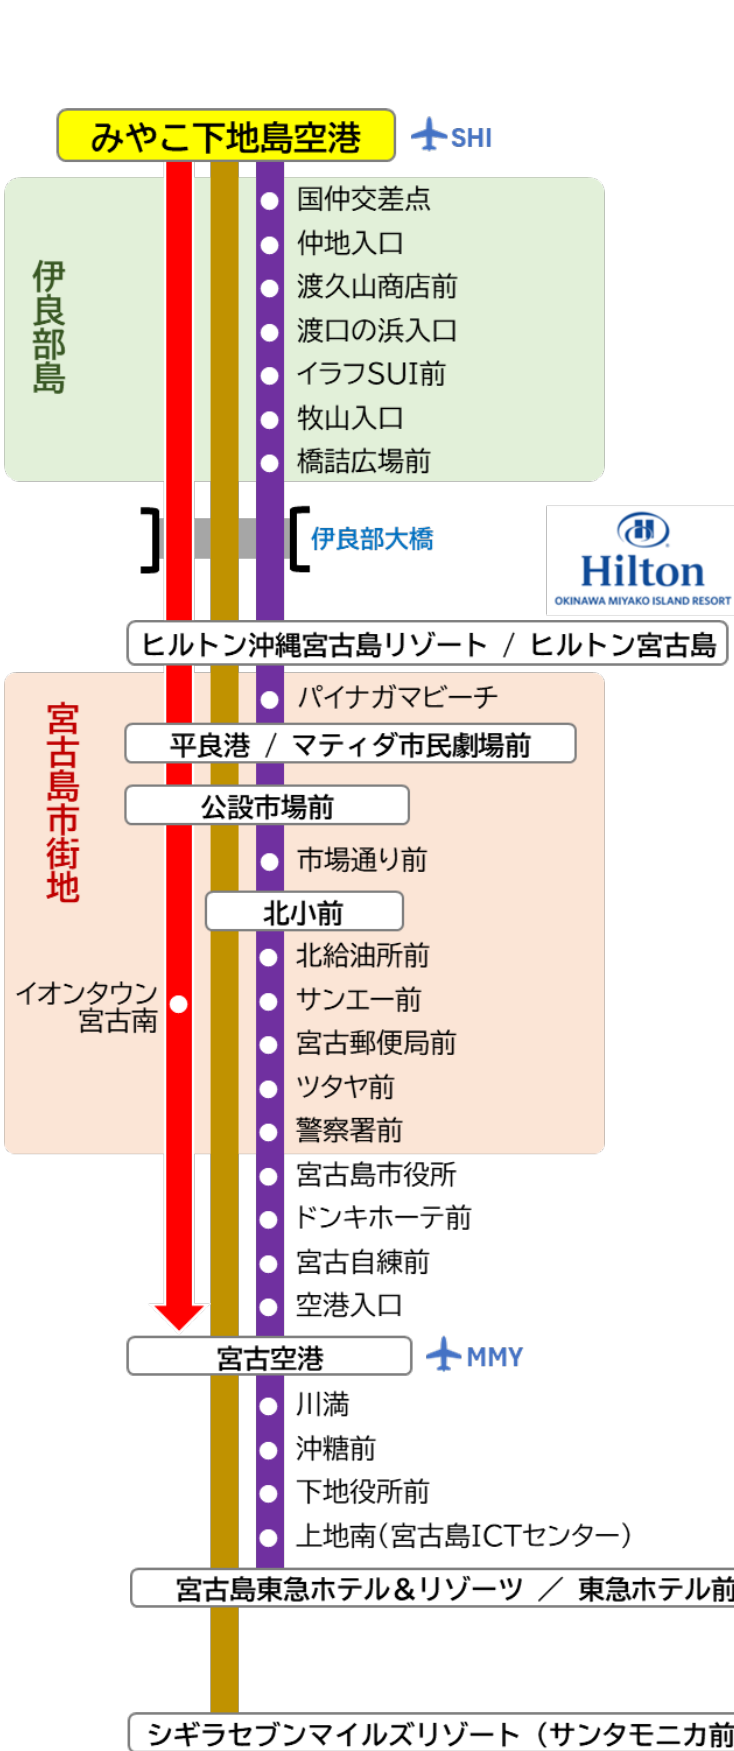 みやこ下地島空港
SHI
伊良部島
国仲交差点
仲地入口
渡久山商店前
渡口の浜入口
イラフSUI前
牧山入口
橋詰広場前
伊良部大橋
Hilton
OKINAWA MIYAKO ISLAND RESORT
ヒルトン沖縄宮古島リゾート / ヒルトン宮古島
宮古島市街地
パイナガマビーチ
平良港 / マティダ市民劇場前
公設市場前
市場通り前
北小前
北給油所前
イオンタウン
宮古南
サンエー前
宮古郵便局前
ツタヤ前
警察署前
宮古島市役所
ドンキホーテ前
宮古自練前
空港入口
宮古空港
MMY
川満
沖糖前
下地役所前
上地南(宮古島ICTセンター)
宮古島東急ホテル＆リゾーツ ／ 東急ホテル前
シギラセブンマイルズリゾート（サンタモニカ前